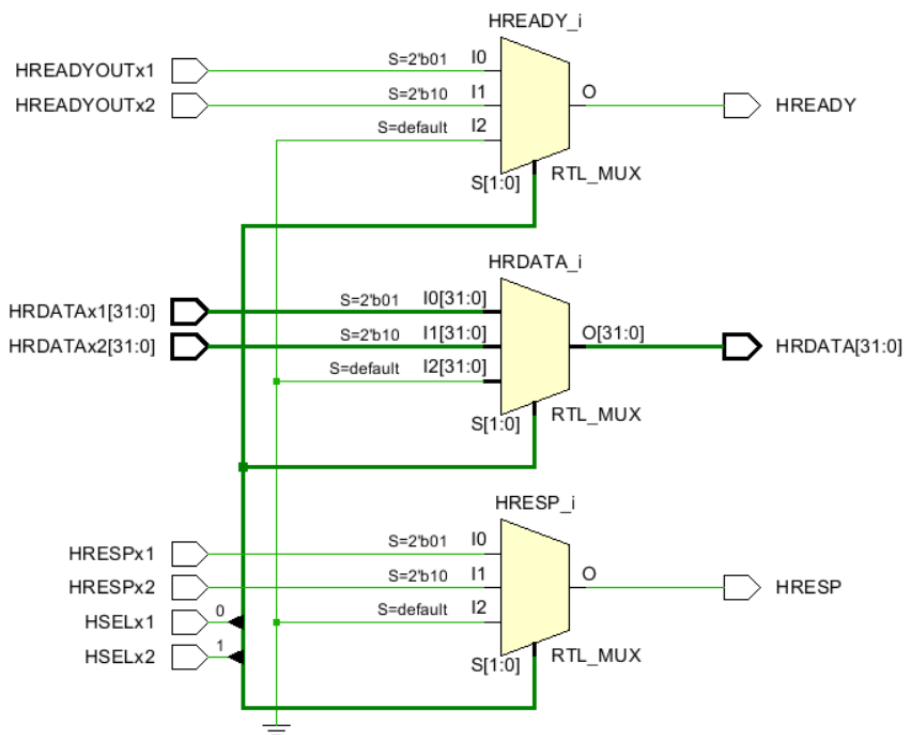 HREADY_i
S=2'b01 I0
HREADYOUTx1
S=2'b10 I1 O
HREADYOUTx2 HREADY
S=default I2
RTL_MUX
S[1:0]
HRDATA_i
S=2'b01 I0[31:0]
HRDATAx1[31:0]
S=2'b10 I1[31:0] O[31:0]
HRDATAx2[31:0] HRDATA[31:0]
S=default I2[31:0]
RTL_MUX
S[1:0]
HRESP_i
S=2'b01 I0
HRESPx1
S=2'b10 I1 O
HRESPx2 HRESP
S=default I2
HSELx1 0
HSELx2 1
RTL_MUX
S[1:0]